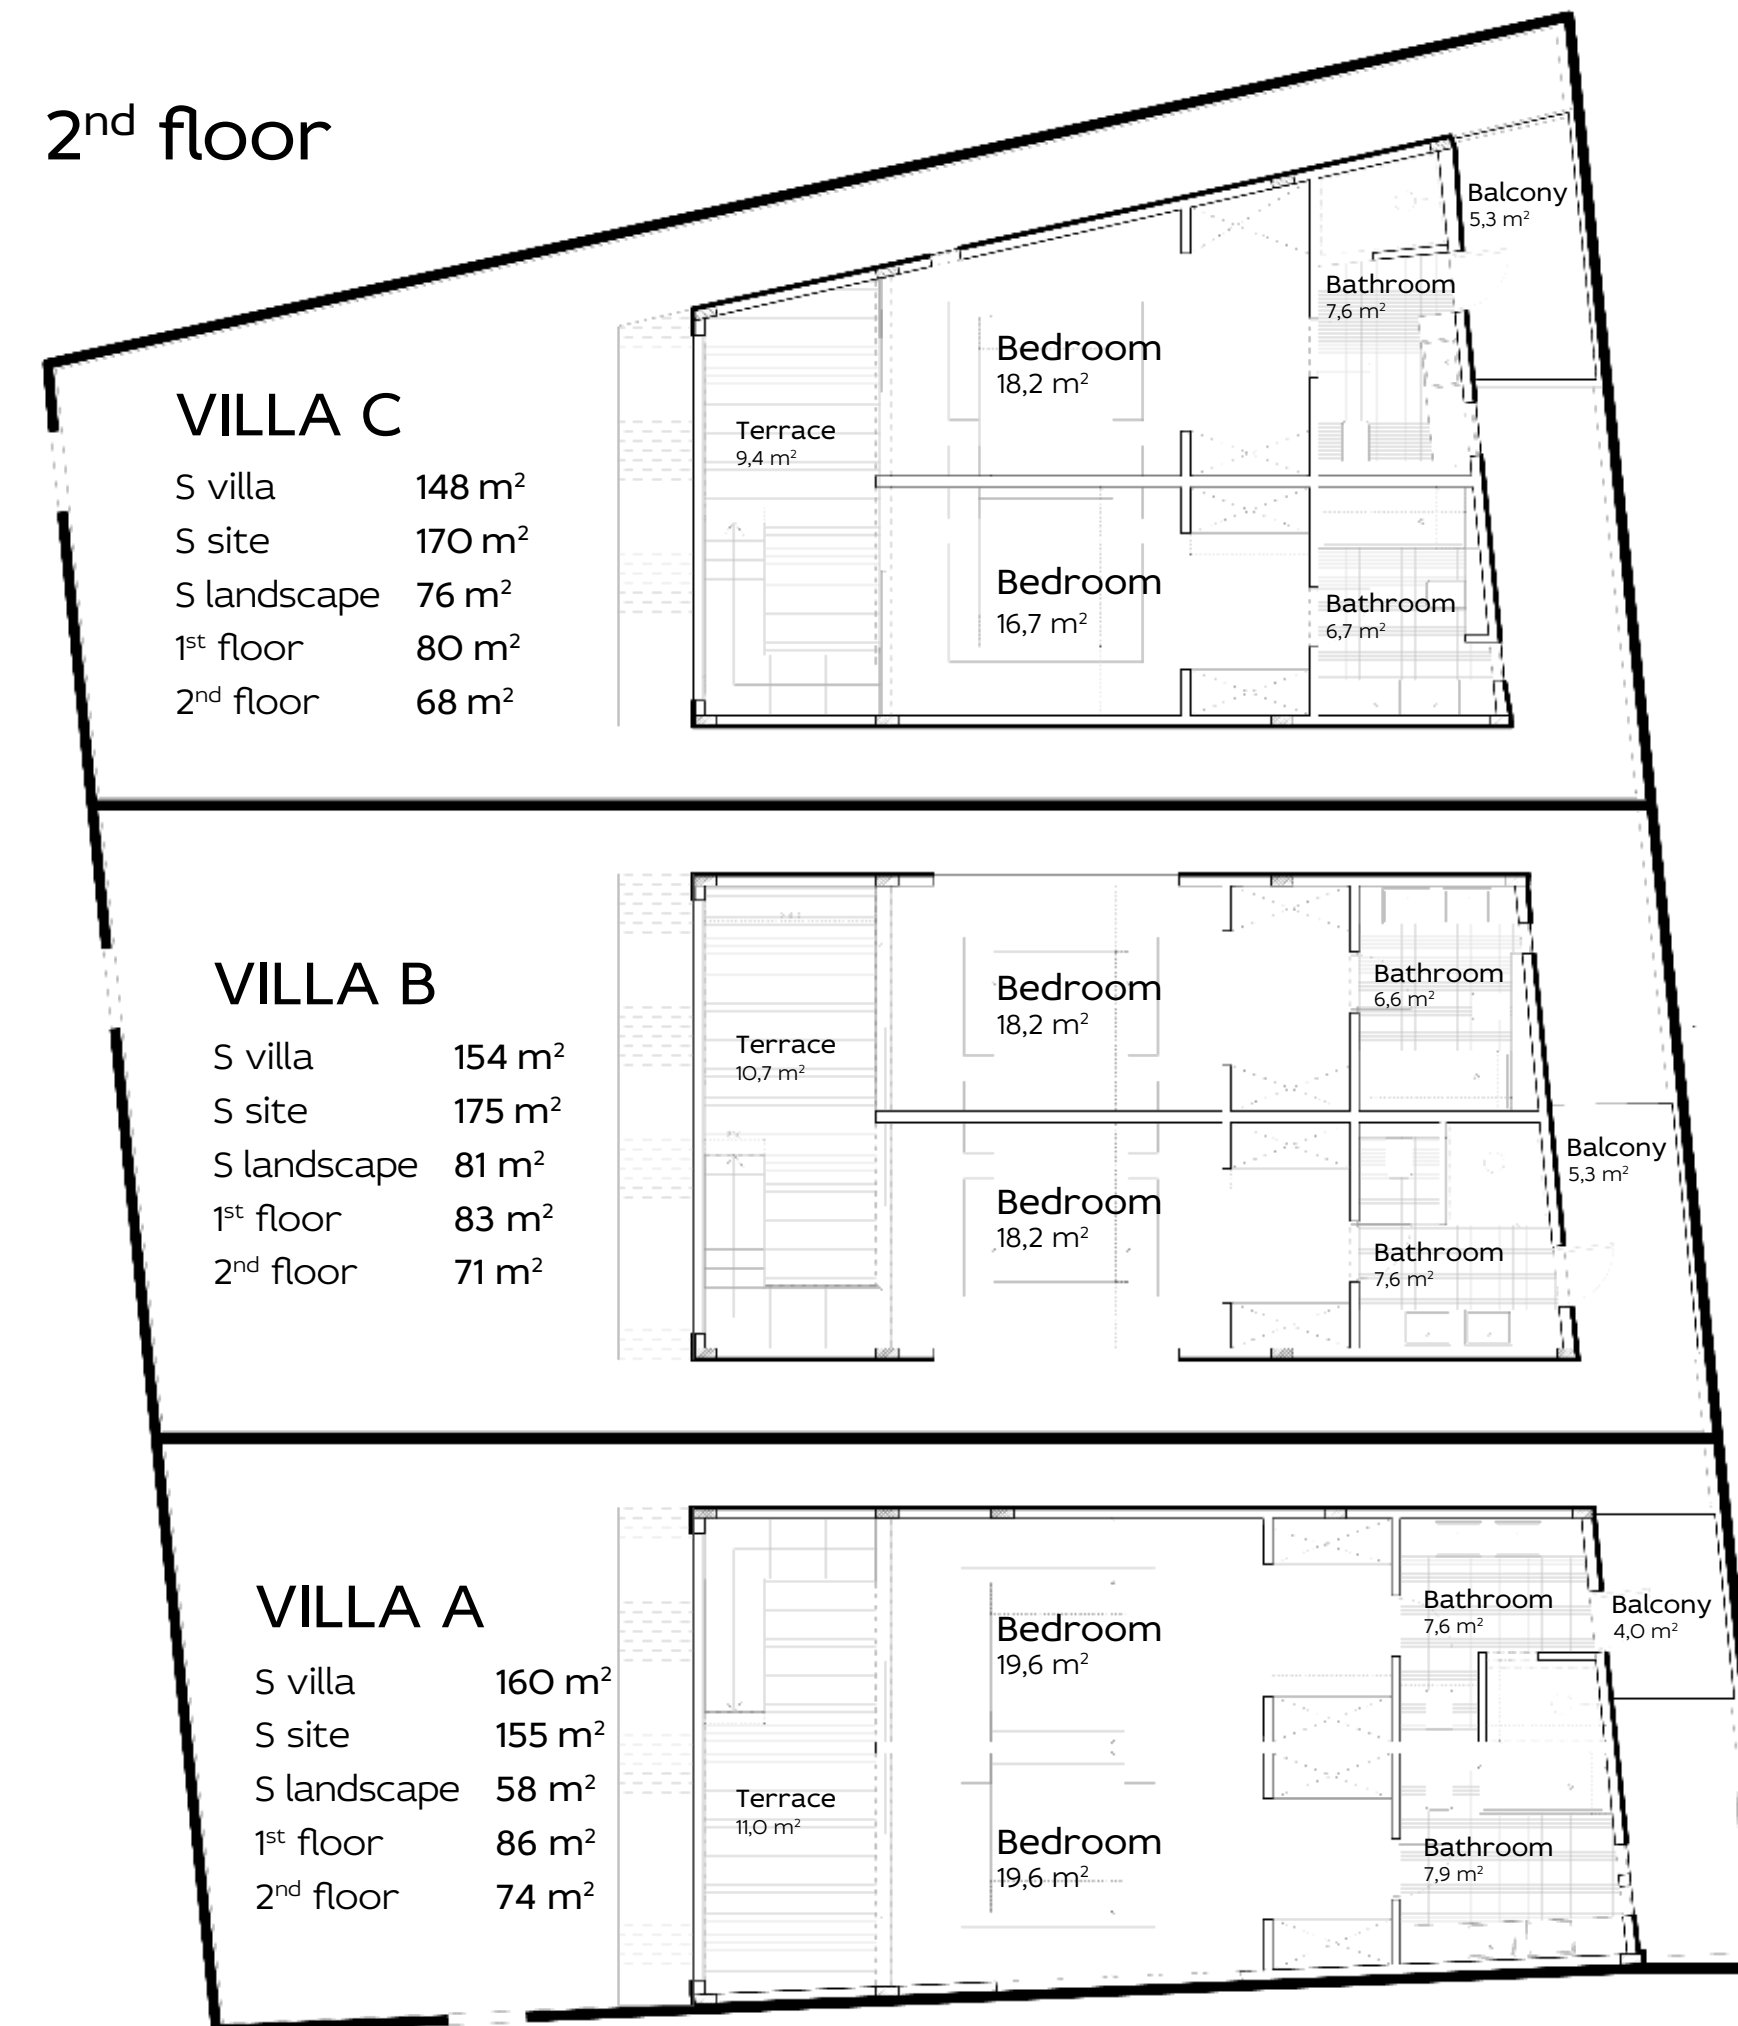 2nd floor
VILLA C
S villa 148 m²
S site 170 m²
S landscape 76 m²
1st floor 80 m²
2nd floor 68 m²
Terrace
9,4 m²
Bedroom
18,2 m²
Bedroom
16,7 m²
Bathroom
7,6 m²
Bathroom
6,7 m²
Balcony
5,3 m²
VILLA B
S villa 154 m²
S site 175 m²
S landscape 81 m²
1st floor 83 m²
2nd floor 71 m²
Terrace
10,7 m²
Bedroom
18,2 m²
Bedroom
18,2 m²
Bathroom
6,6 m²
Bathroom
7,6 m²
Balcony
5,3 m²
VILLA A
S villa 160 m²
S site 155 m²
S landscape 58 m²
1st floor 86 m²
2nd floor 74 m²
Terrace
11,0 m²
Bedroom
19,6 m²
Bedroom
19,6 m²
Bathroom
7,6 m²
Bathroom
7,9 m²
Balcony
4,0 m²